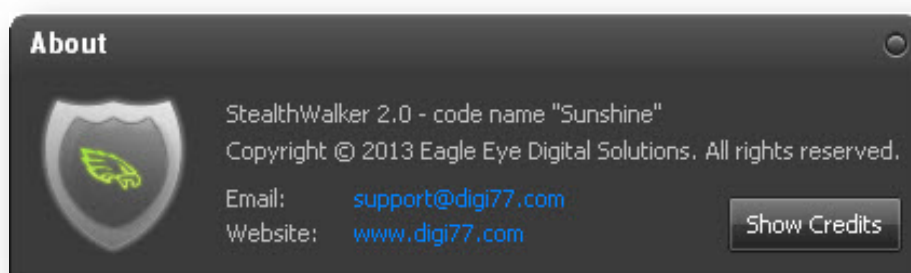 About
StealthWalker 2.0 - code name "Sunshine"
Copyright © 2013 Eagle Eye Digital Solutions. All rights reserved.
Email: support@digi77.com
Website: www.digi77.com
Show Credits